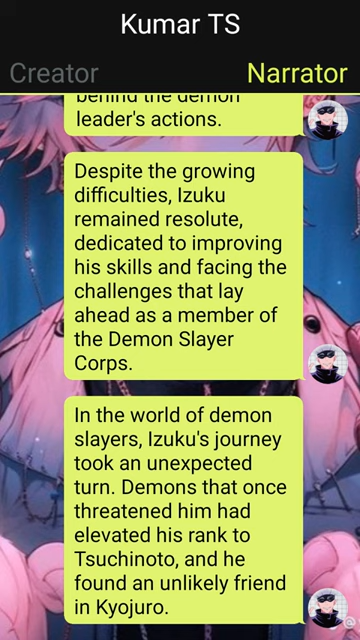 Kumar TS
Creator
Narrator
behind the demon
leader's actions.
Despite the growing
difficulties, Izuku
remained resolute,
dedicated to improving
his skills and facing the
challenges that lay
ahead as a member of
the Demon Slayer
Corps.
In the world of demon
slayers, Izuku's journey
took an unexpected
turn. Demons that once
threatened him had
elevated his rank to
Tsuchinoto, and he
found an unlikely friend
in Kyojuro.